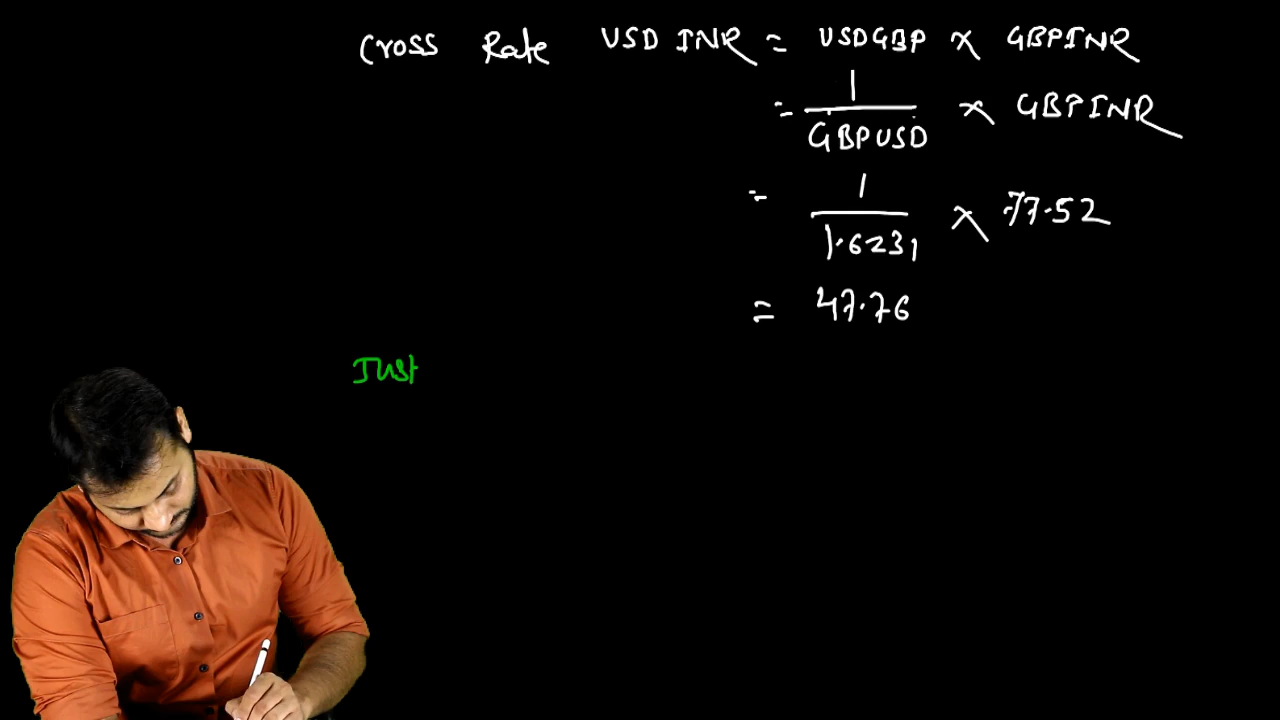 Cross Rate USD INR = USDGBP × GBPINR
= 1 / GBPUSD × GBPINR
= 1 / 1.6231 × 77.52
= 47.76
Just